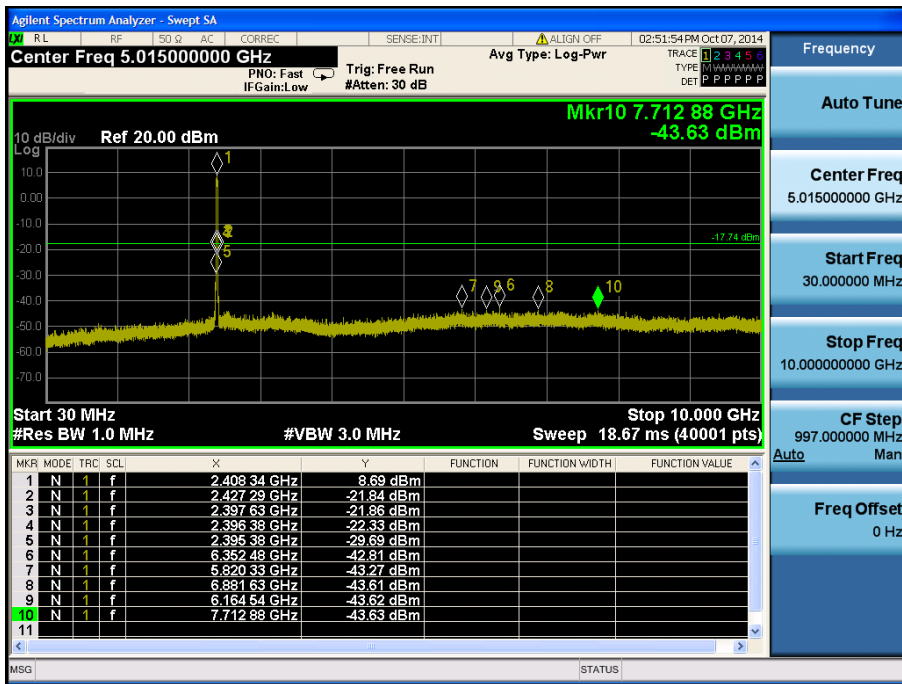 Agilent Spectrum Analyzer - Swept SA
LXI RL RF 50 Ω AC CORREC SENSE:INT ALIGN OFF 02:51:54PM Oct 07, 2014
Center Freq 5.015000000 GHz
PNO: Fast
IFGain:Low
Trig: Free Run
#Atten: 30 dB
Avg Type: Log-Pwr
TRACE 1 2 3 4 5 6
TYPE MWWWWW
DET P P P P P P
Mkr10 7.712 88 GHz
-43.63 dBm
10 dB/div Ref 20.00 dBm
Log
10.0
0.00
-10.0
-20.0
-30.0
-40.0
-50.0
-60.0
-70.0
1
5
7
9
6
8
10
-17.74 dBm
Start 30 MHz Stop 10.000 GHz
#Res BW 1.0 MHz #VBW 3.0 MHz Sweep 18.67 ms (40001 pts)
MKR MODE TRC SCL X Y FUNCTION FUNCTION WIDTH FUNCTION VALUE
1 N 1 f 2.408 34 GHz 8.69 dBm
2 N 1 f 2.427 29 GHz -21.84 dBm
3 N 1 f 2.397 63 GHz -21.86 dBm
4 N 1 f 2.396 38 GHz -22.33 dBm
5 N 1 f 2.395 38 GHz -29.69 dBm
6 N 1 f 6.352 48 GHz -42.81 dBm
7 N 1 f 5.820 33 GHz -43.27 dBm
8 N 1 f 6.881 63 GHz -43.61 dBm
9 N 1 f 6.164 54 GHz -43.62 dBm
10 N 1 f 7.712 88 GHz -43.63 dBm
11
MSG STATUS
Frequency
Auto Tune
Center Freq
5.015000000 GHz
Start Freq
30.000000 MHz
Stop Freq
10.000000000 GHz
CF Step
997.000000 MHz
Auto Man
Freq Offset
0 Hz